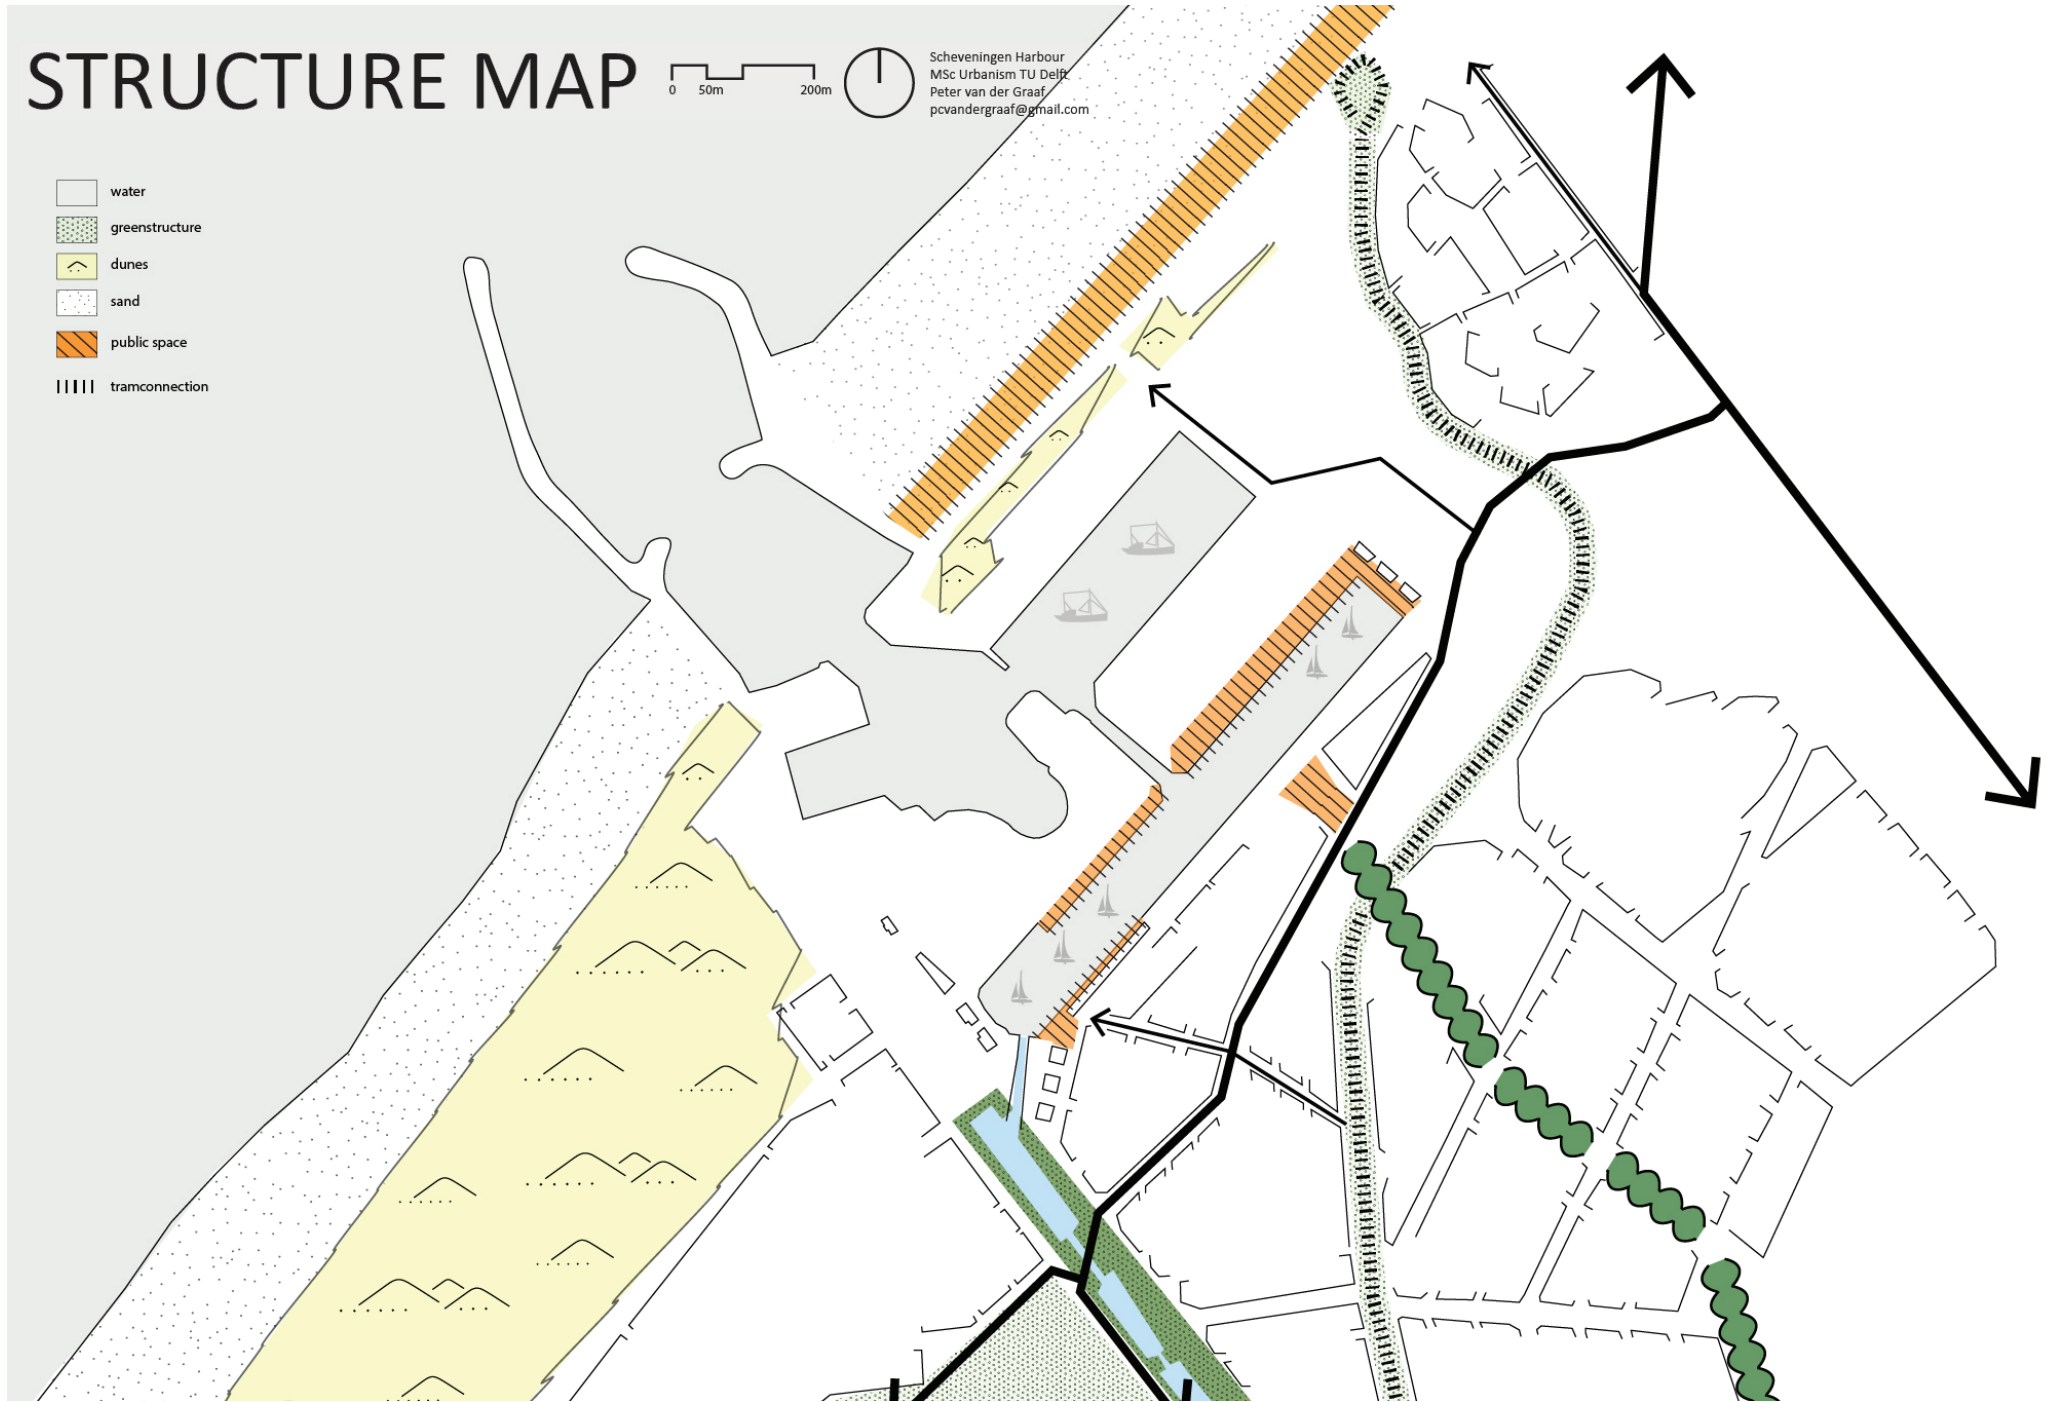 STRUCTURE MAP
0 50m 200m
Scheveningen Harbour
MSc Urbanism TU Delft
Peter van der Graaf
pcvandergraaf@gmail.com
water
greenstructure
dunes
sand
public space
tramconnection